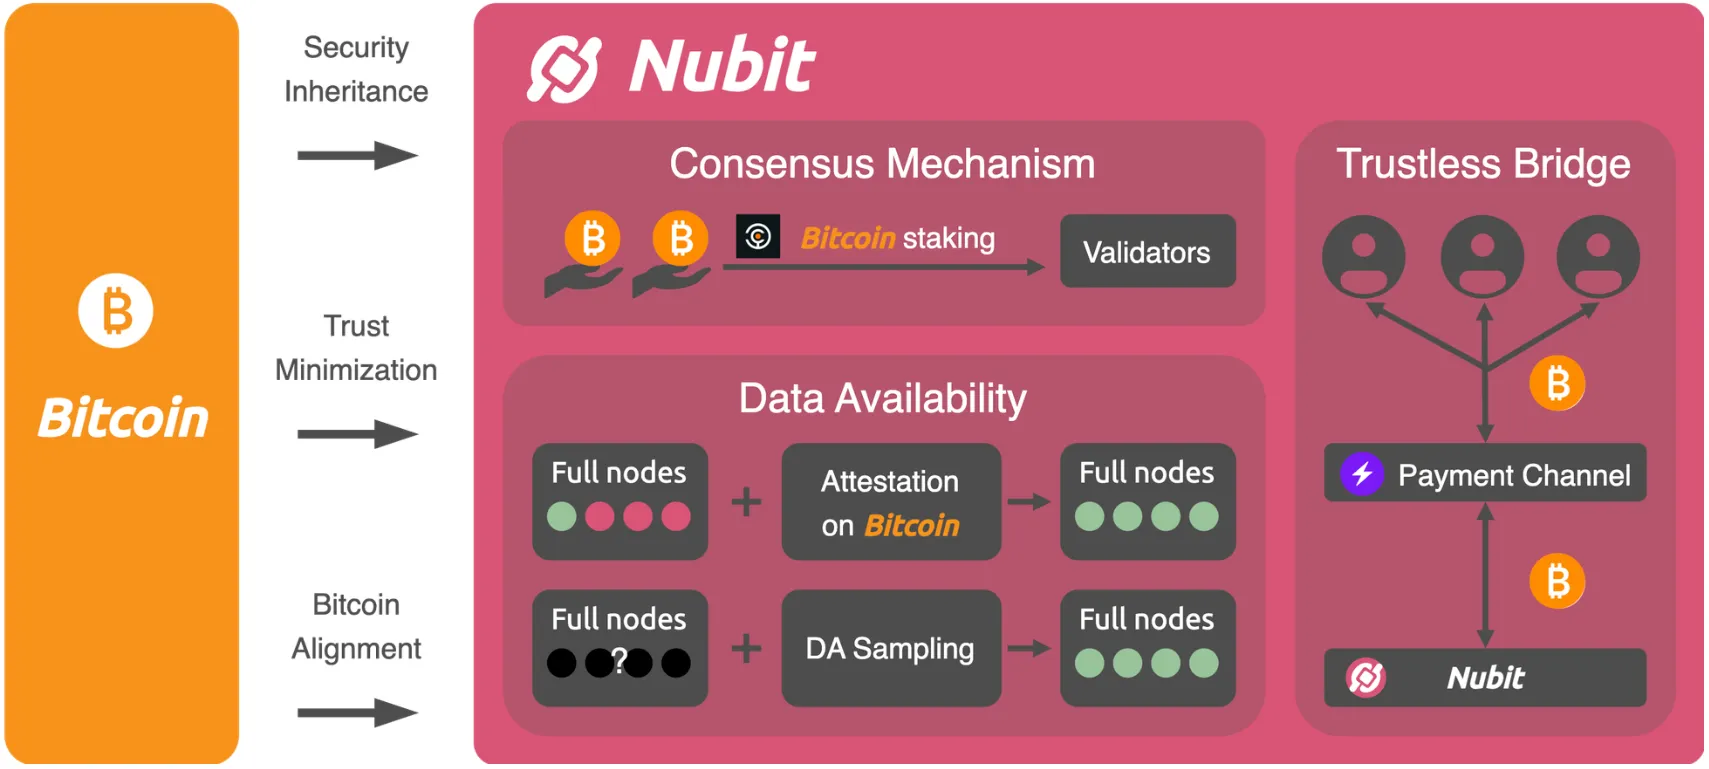 Bitcoin
Security
Inheritance
Trust
Minimization
Bitcoin
Alignment
Nubit
Consensus Mechanism
Bitcoin staking
Validators
Data Availability
Full nodes
+
Attestation
on Bitcoin
Full nodes
Full nodes
?
+
DA Sampling
Full nodes
Trustless Bridge
Payment Channel
Nubit